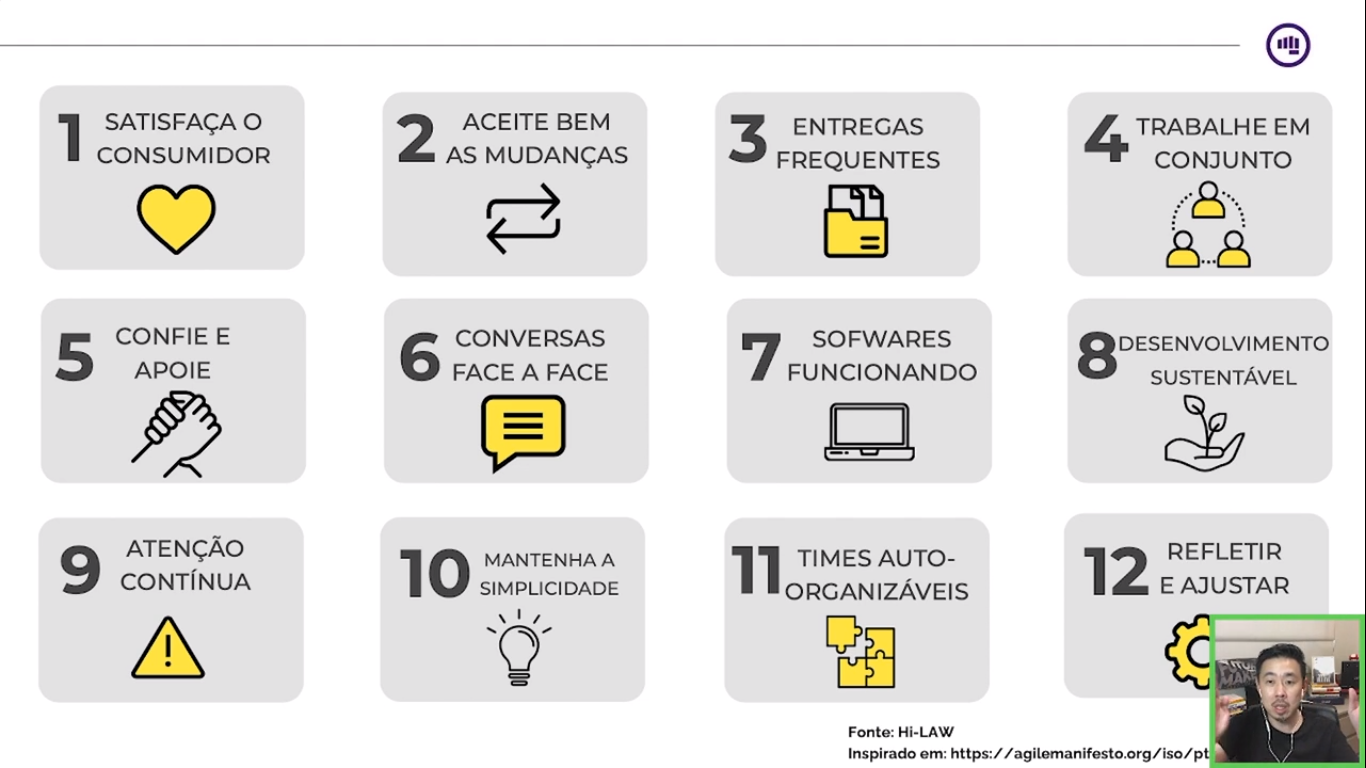 1 SATISFAÇA O
CONSUMIDOR
2 ACEITE BEM
AS MUDANÇAS
3 ENTREGAS
FREQUENTES
4 TRABALHE EM
CONJUNTO
5 CONFIE E
APOIE
6 CONVERSAS
FACE A FACE
7 SOFWARES
FUNCIONANDO
8 DESENVOLVIMENTO
SUSTENTÁVEL
9 ATENÇÃO
CONTÍNUA
10 MANTENHA A
SIMPLICIDADE
11 TIMES AUTO-
ORGANIZÁVEIS
12 REFLETIR
E AJUSTAR
Fonte: Hi-LAW
Inspirado em: https://agilemanifesto.org/iso/pt